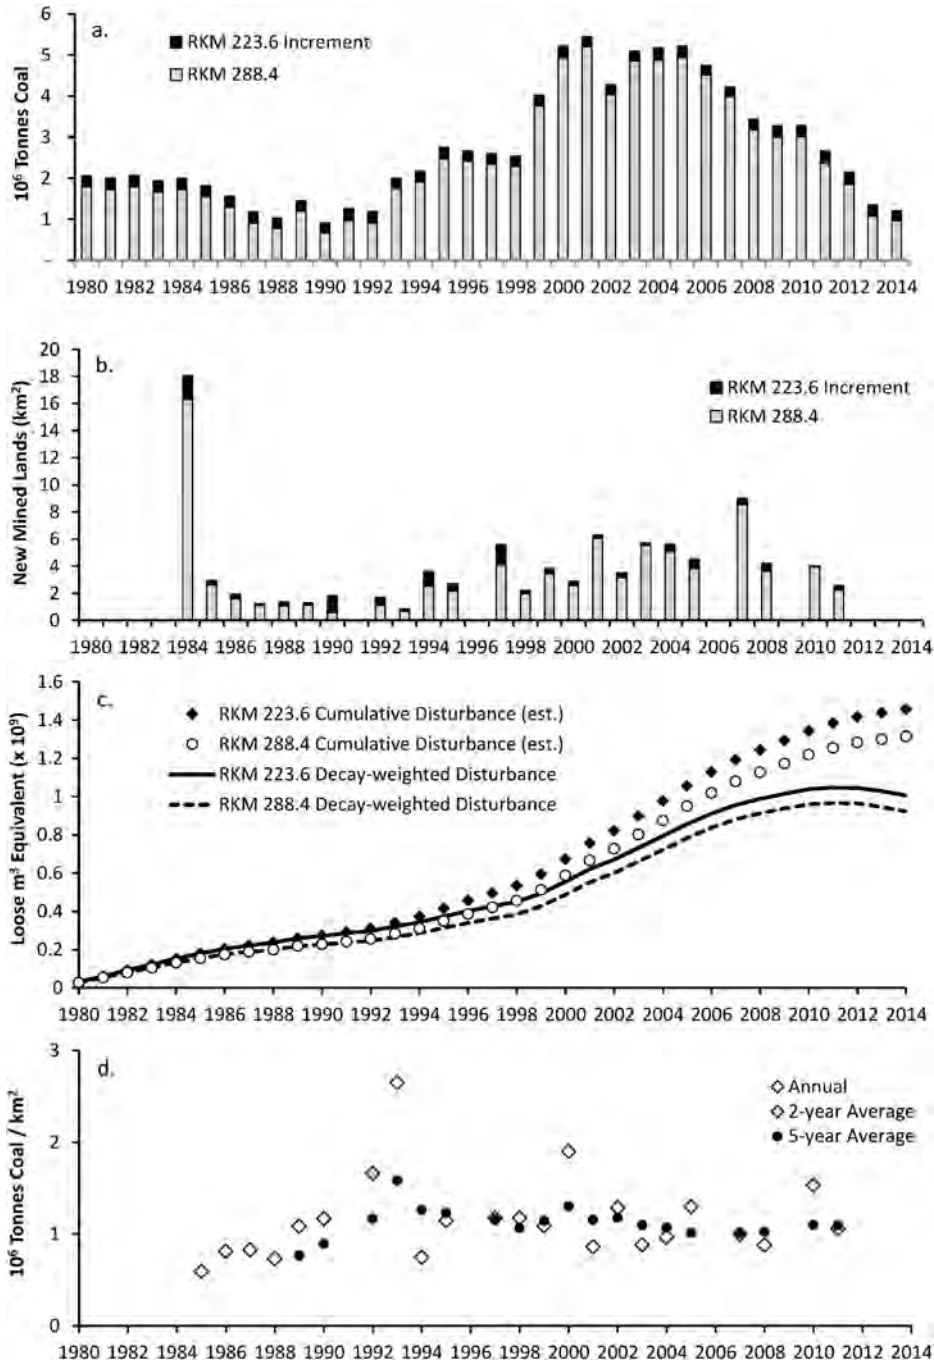 a.
RKM 223.6 Increment
RKM 288.4
10⁶ Tonnes Coal
6
5
4
3
2
1
-
1980 1982 1984 1986 1988 1990 1992 1994 1996 1998 2000 2002 2004 2006 2008 2010 2012 2014
b.
RKM 223.6 Increment
RKM 288.4
New Mined Lands (km²)
20
18
16
14
12
10
8
6
4
2
0
1980 1982 1984 1986 1988 1990 1992 1994 1996 1998 2000 2002 2004 2006 2008 2010 2012 2014
c.
RKM 223.6 Cumulative Disturbance (est.)
RKM 288.4 Cumulative Disturbance (est.)
RKM 223.6 Decay-weighted Disturbance
RKM 288.4 Decay-weighted Disturbance
Loose m³ Equivalent (x 10⁹)
1.6
1.4
1.2
1
0.8
0.6
0.4
0.2
0
1980 1982 1984 1986 1988 1990 1992 1994 1996 1998 2000 2002 2004 2006 2008 2010 2012 2014
d.
Annual
2-year Average
5-year Average
10⁶ Tonnes Coal / km²
3
2
1
0
1980 1982 1984 1986 1988 1990 1992 1994 1996 1998 2000 2002 2004 2006 2008 2010 2012 2014